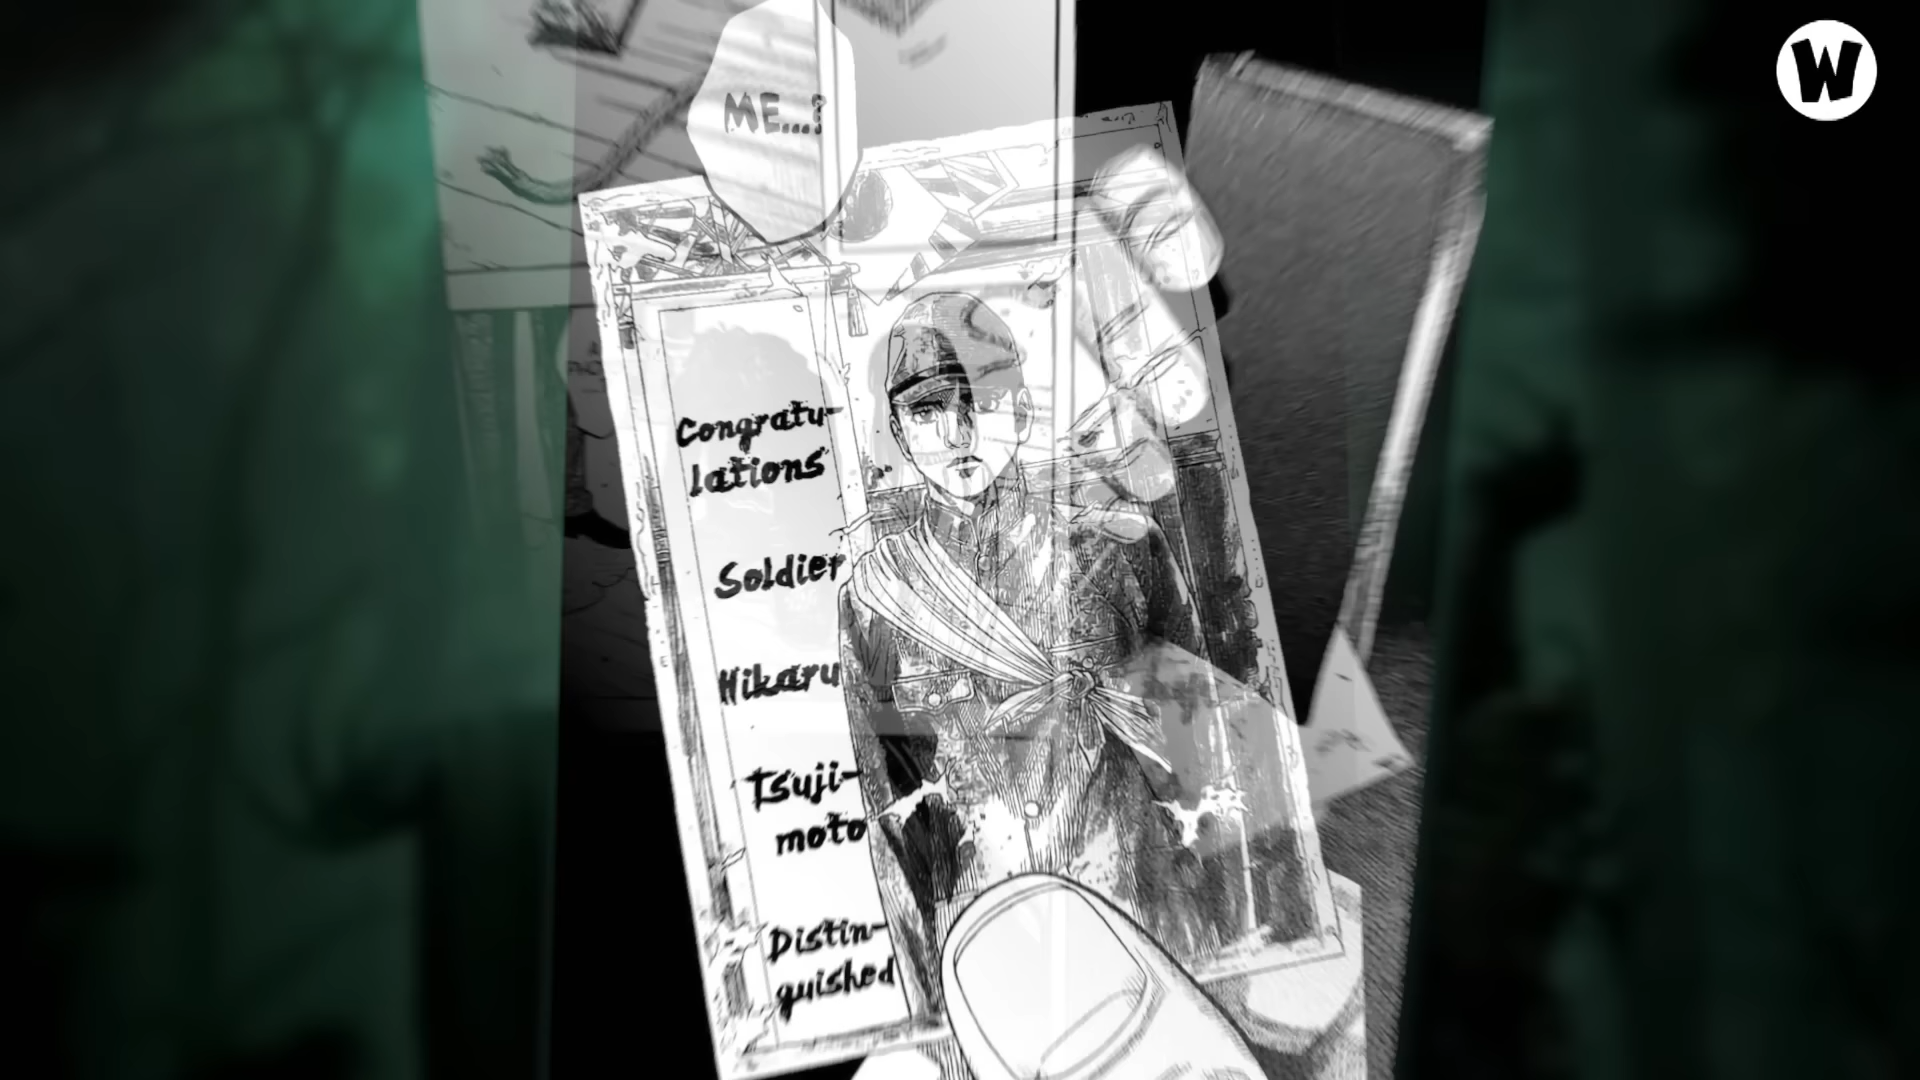 W
ME...?
Congratu-
lations
Soldier
Hikaru
Tsuji-
moto
Distin-
guished